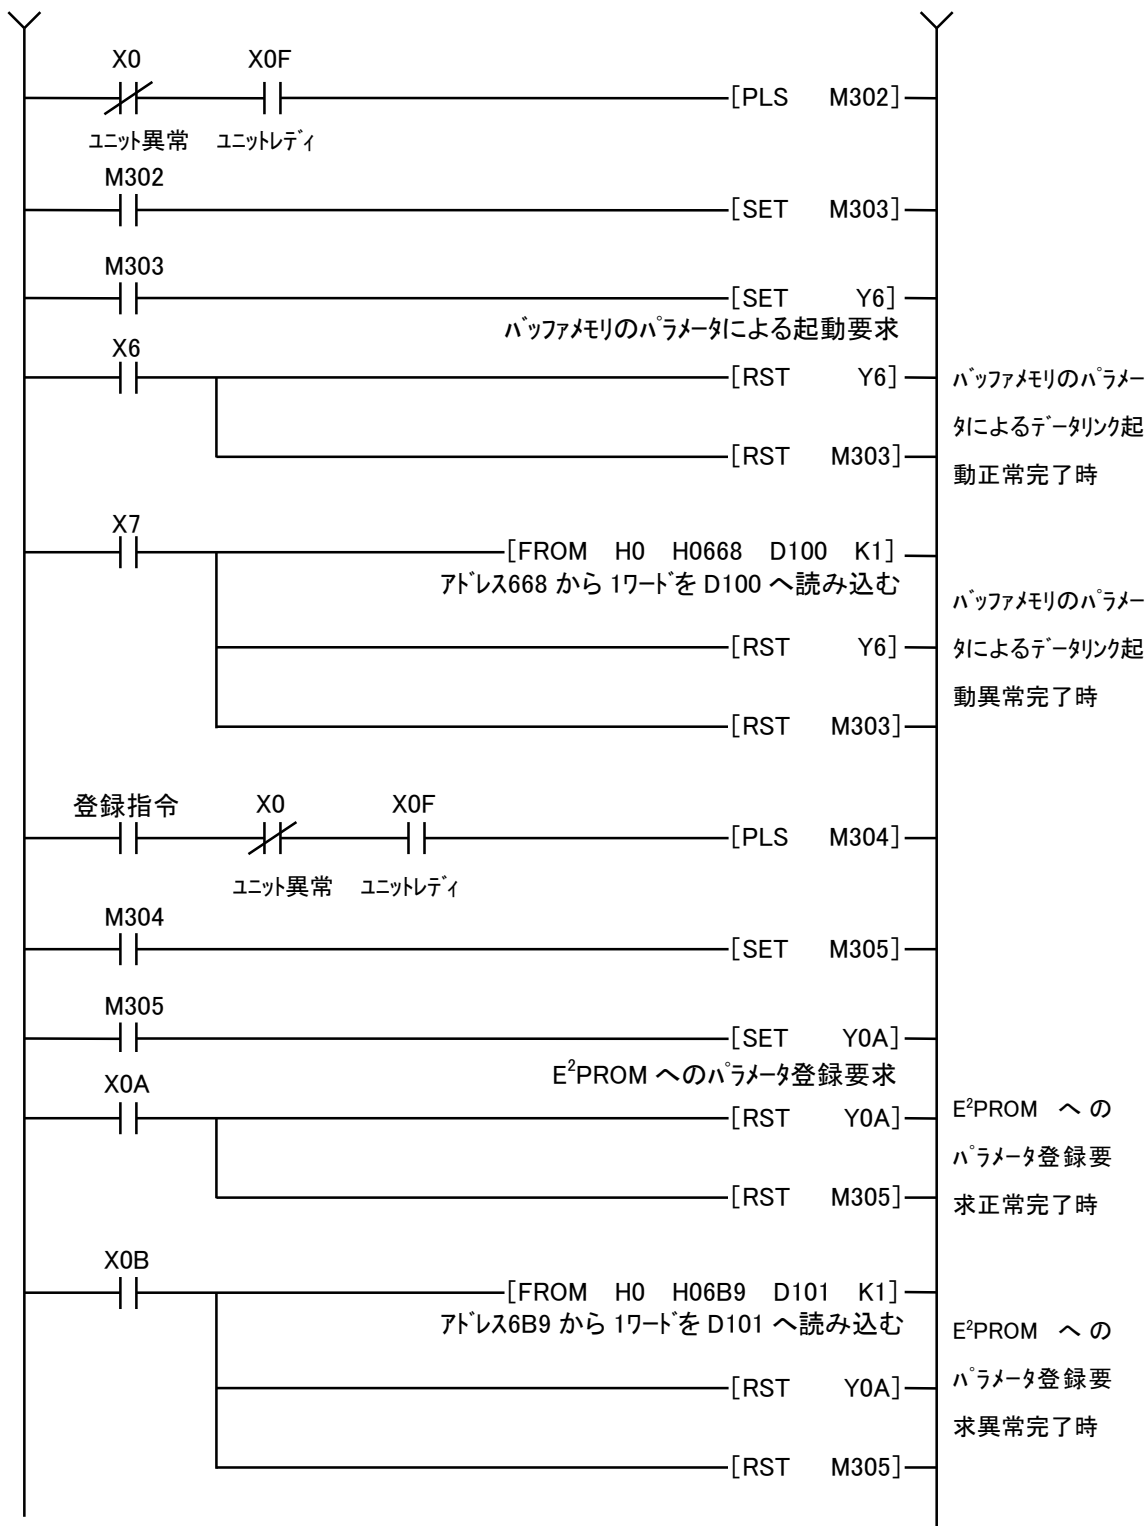 X0 X0F
[PLS M302]
ﾕﾆｯﾄ異常 ﾕﾆｯﾄﾚﾃﾞｨ
M302
[SET M303]
M303
[SET Y6]
ﾊﾞｯﾌｧﾒﾓﾘのﾊﾟﾗﾒｰﾀによる起動要求
X6
[RST Y6]
[RST M303]
ﾊﾞｯﾌｧﾒﾓﾘのﾊﾟﾗﾒｰ
ﾀによるﾃﾞｰﾀﾘﾝｸ起
動正常完了時
X7
[FROM H0 H0668 D100 K1]
ｱﾄﾞﾚｽ668 から 1ﾜｰﾄﾞを D100 へ読み込む
[RST Y6]
[RST M303]
ﾊﾞｯﾌｧﾒﾓﾘのﾊﾟﾗﾒｰ
ﾀによるﾃﾞｰﾀﾘﾝｸ起
動異常完了時
登録指令 X0 X0F
[PLS M304]
ﾕﾆｯﾄ異常 ﾕﾆｯﾄﾚﾃﾞｨ
M304
[SET M305]
M305
[SET Y0A]
E²PROM へのﾊﾟﾗﾒｰﾀ登録要求
X0A
[RST Y0A]
[RST M305]
E²PROM への
ﾊﾟﾗﾒｰﾀ登録要
求正常完了時
X0B
[FROM H0 H06B9 D101 K1]
ｱﾄﾞﾚｽ6B9 から 1ﾜｰﾄﾞを D101 へ読み込む
[RST Y0A]
[RST M305]
E²PROM への
ﾊﾟﾗﾒｰﾀ登録要
求異常完了時